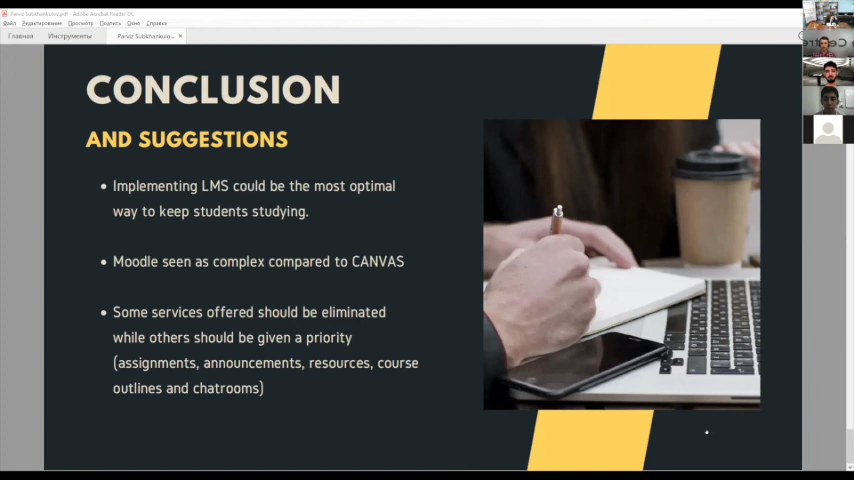 Parviz Subkhankulov.pdf - Adobe Acrobat Reader DC
Файл Редактирование Просмотр Подпись Окно Справка
Главная Инструменты Parviz Subkhankulo... ×
CONCLUSION
AND SUGGESTIONS
• Implementing LMS could be the most optimal
way to keep students studying.
• Moodle seen as complex compared to CANVAS
• Some services offered should be eliminated
while others should be given a priority
(assignments, announcements, resources, course
outlines and chatrooms)